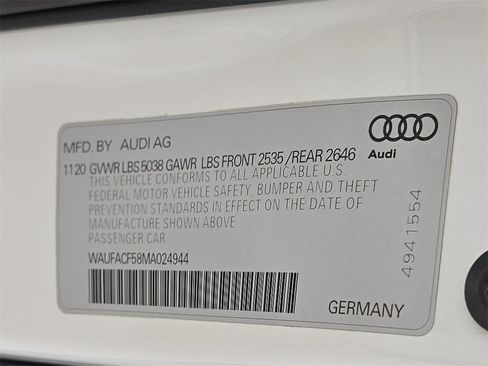 MFD. BY AUDI AG
Audi
1120 GVWR LBS 5038 GAWR LBS FRONT 2535 / REAR 2646
THIS VEHICLE CONFORMS TO ALL APPLICABLE U.S.
FEDERAL MOTOR VEHICLE SAFETY, BUMPER AND THEFT
PREVENTION STANDARDS IN EFFECT ON THE DATE OF
MANUFACTURE SHOWN ABOVE
PASSENGER CAR
WAUFACF58MA024944
4941554
GERMANY